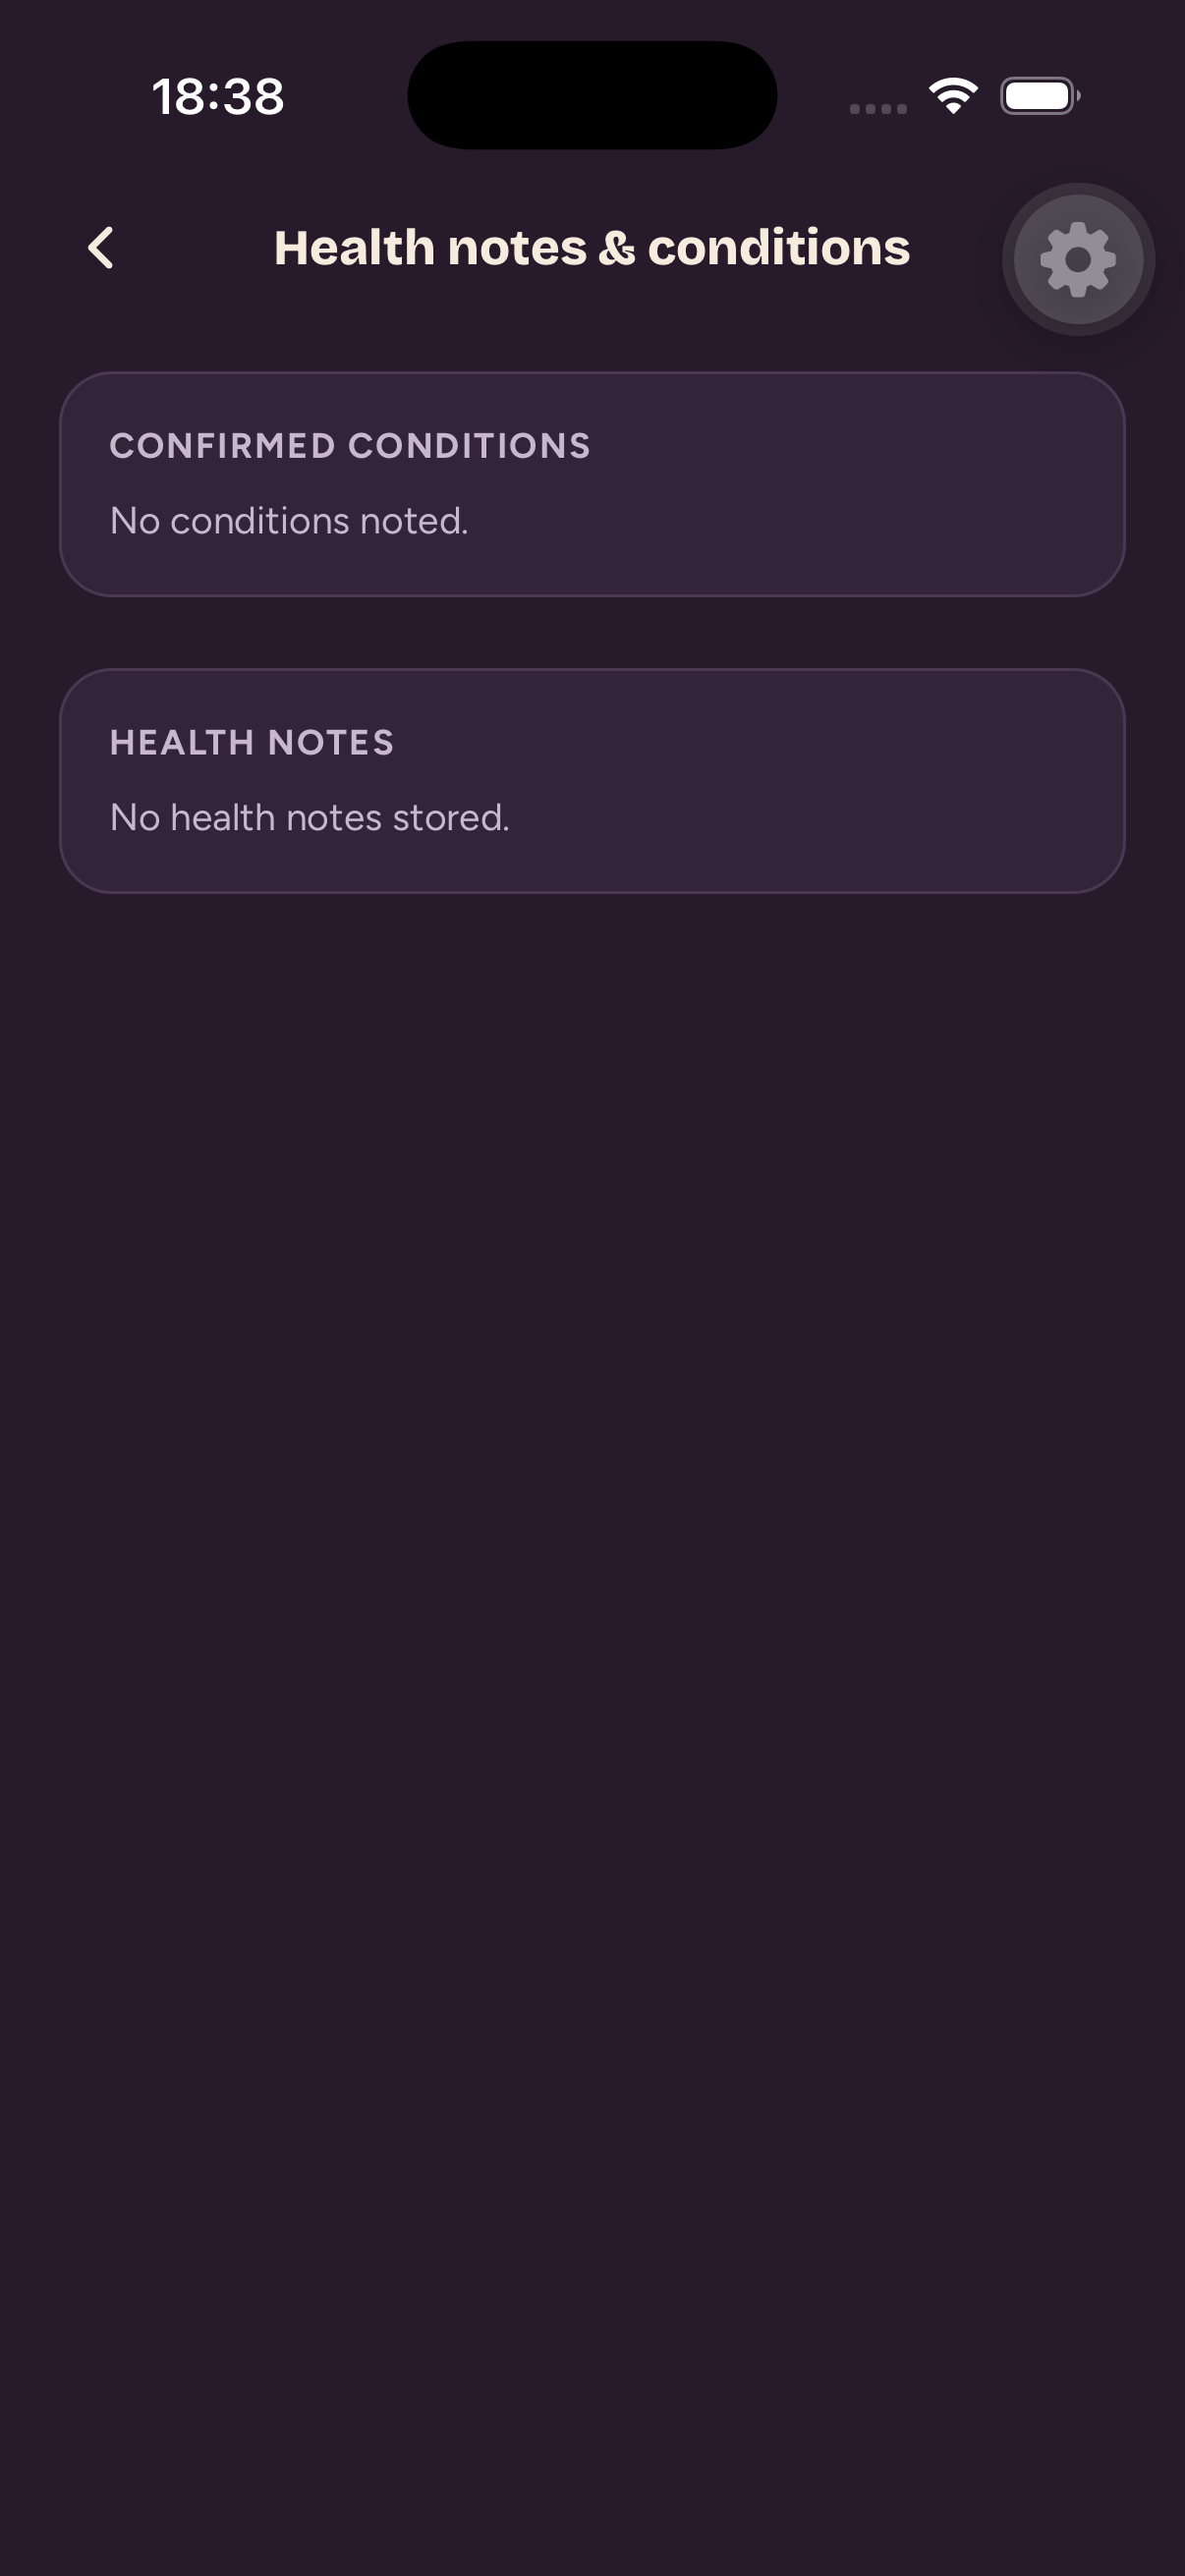 18:38
Health notes & conditions
CONFIRMED CONDITIONS
No conditions noted.
HEALTH NOTES
No health notes stored.